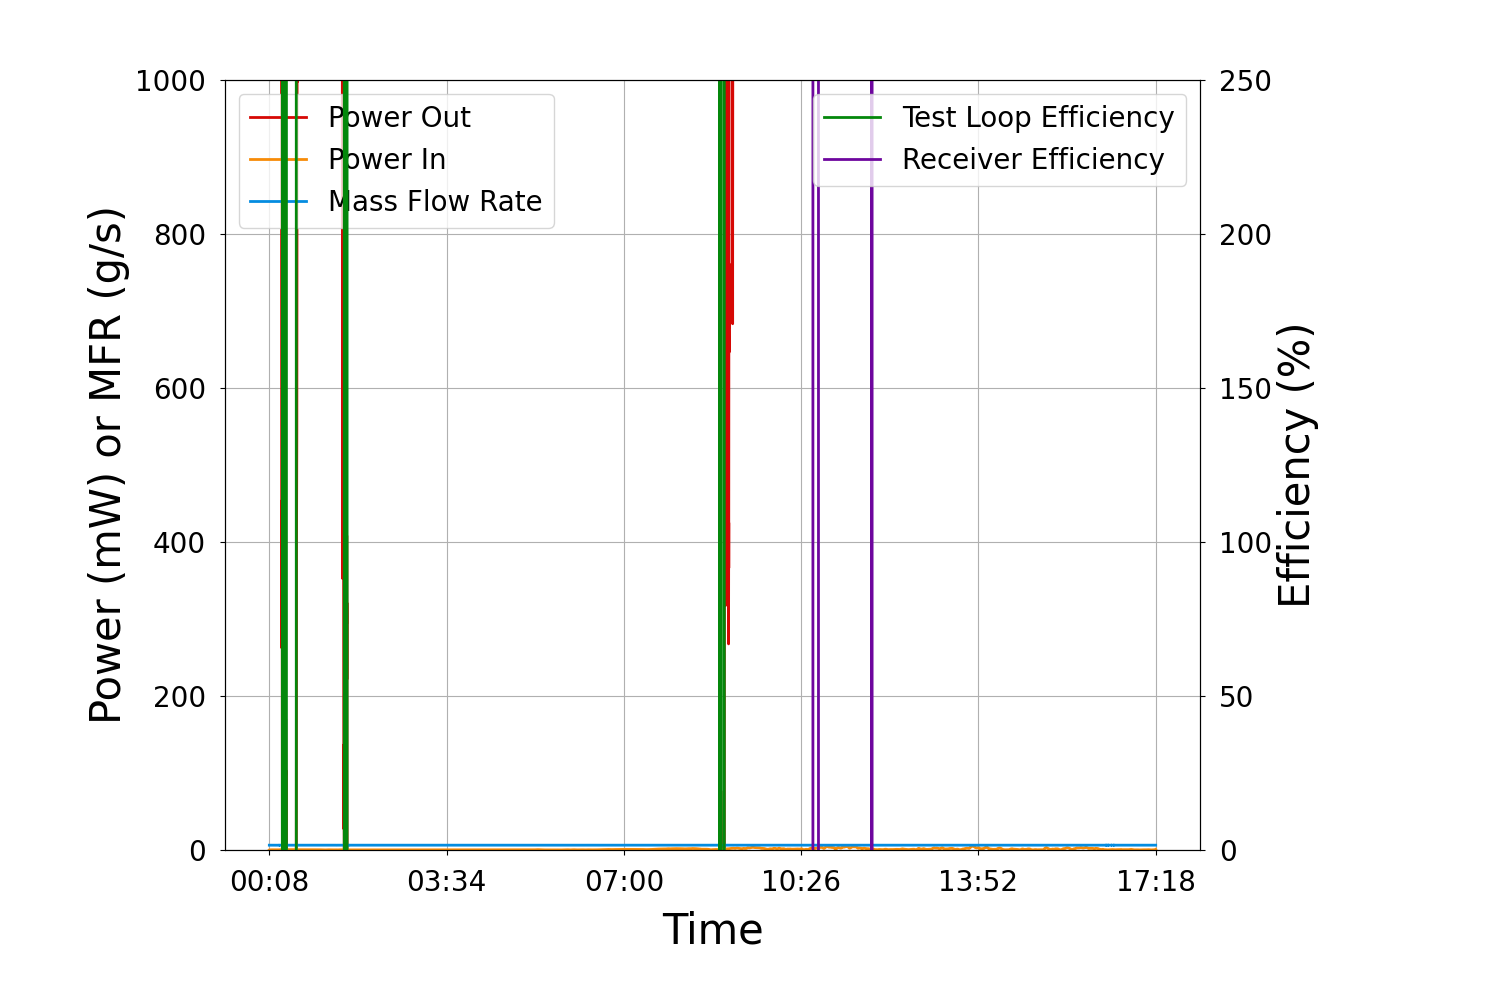 1000
800
600
400
200
0
Power (mW) or MFR (g/s)
Power Out
Power In
Mass Flow Rate
Test Loop Efficiency
Receiver Efficiency
250
200
150
100
50
0
Efficiency (%)
00:08 03:34 07:00 10:26 13:52 17:18
Time